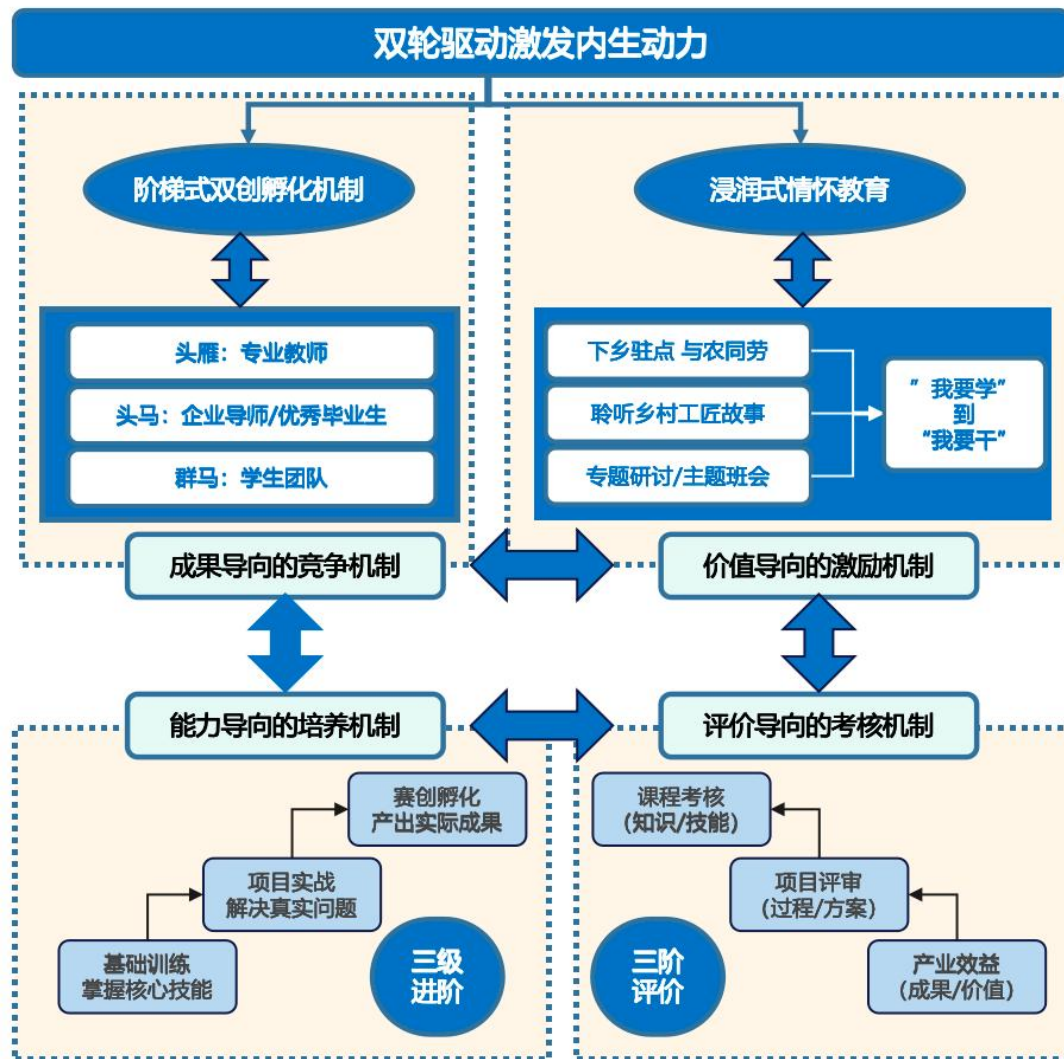 双轮驱动激发内生动力
阶梯式双创孵化机制
浸润式情怀教育
头雁：专业教师
头马：企业导师/优秀毕业生
群马：学生团队
下乡驻点 与农同劳
聆听乡村工匠故事
专题研讨/主题班会
”我要学”
到
“我要干”
成果导向的竞争机制
价值导向的激励机制
能力导向的培养机制
评价导向的考核机制
赛创孵化
产出实际成果
项目实战
解决真实问题
基础训练
掌握核心技能
三级
进阶
课程考核
（知识/技能）
项目评审
（过程/方案）
产业效益
（成果/价值）
三阶
评价